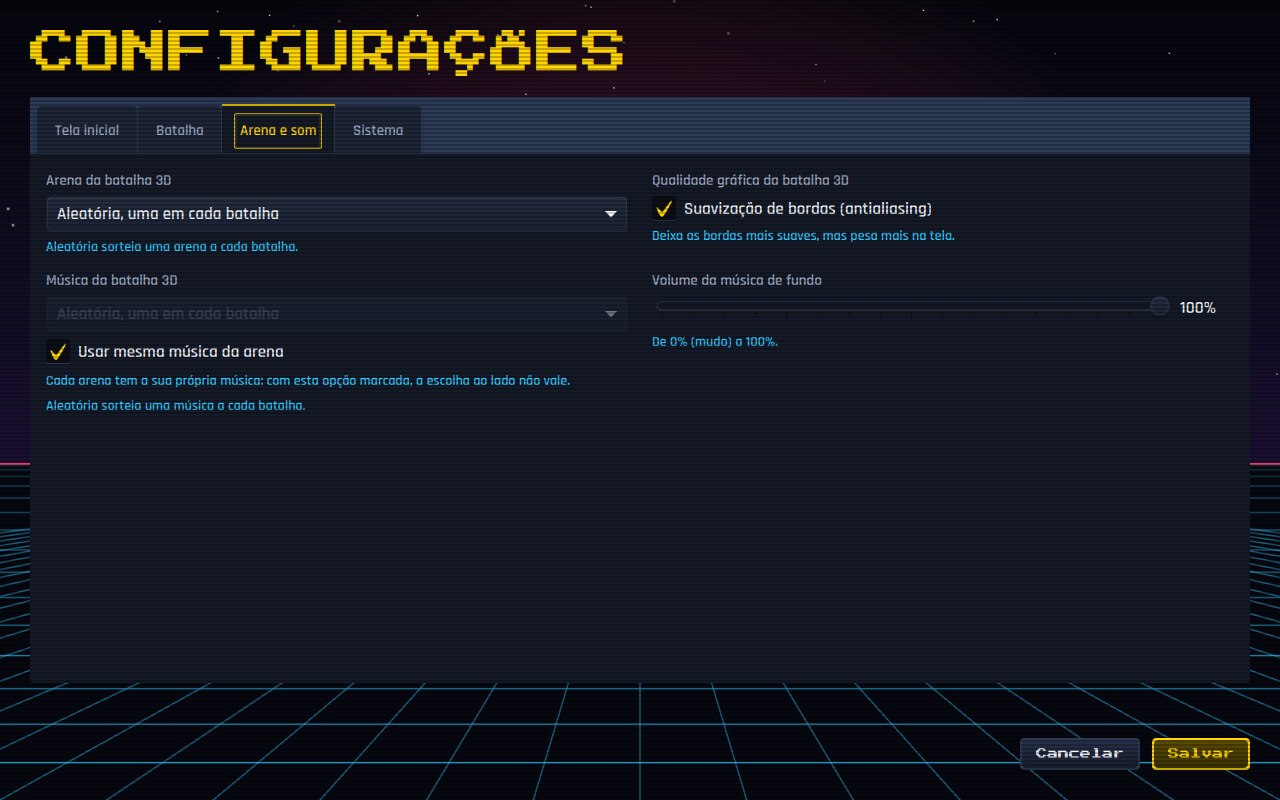 CONFIGURAÇÕES
Tela inicial
Batalha
Arena e som
Sistema
Arena da batalha 3D
Aleatória, uma em cada batalha
Aleatória sorteia uma arena a cada batalha.
Qualidade gráfica da batalha 3D
Suavização de bordas (antialiasing)
Deixa as bordas mais suaves, mas pesa mais na tela.
Música da batalha 3D
Aleatória, uma em cada batalha
Usar mesma música da arena
Cada arena tem a sua própria música: com esta opção marcada, a escolha ao lado não vale.
Aleatória sorteia uma música a cada batalha.
Volume da música de fundo
100%
De 0% (mudo) a 100%.
Cancelar
Salvar